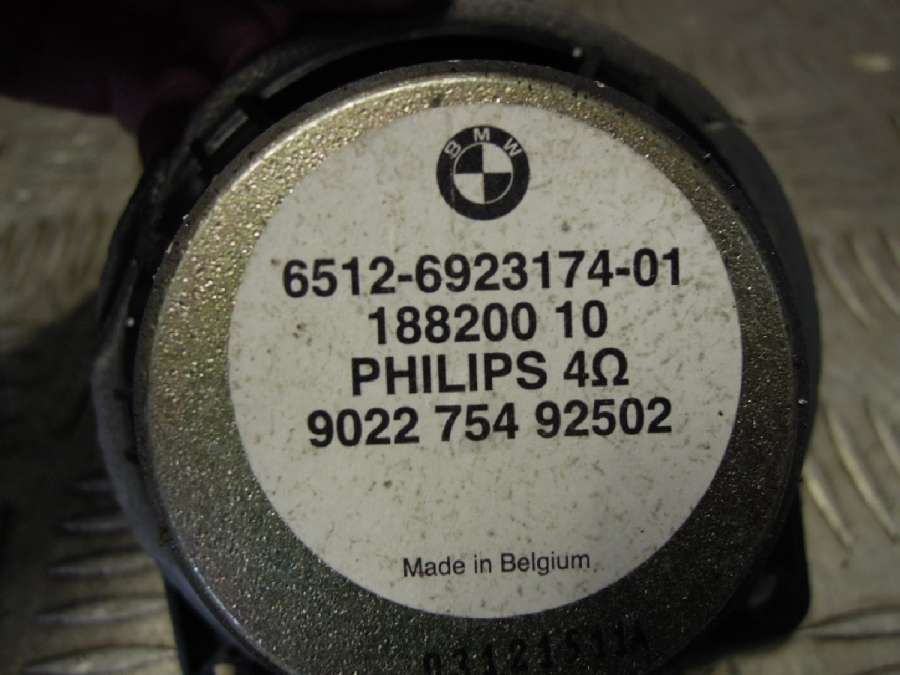 BMW
6512-6923174-01
188200 10
PHILIPS 4Ω
9022 754 92502
Made in Belgium